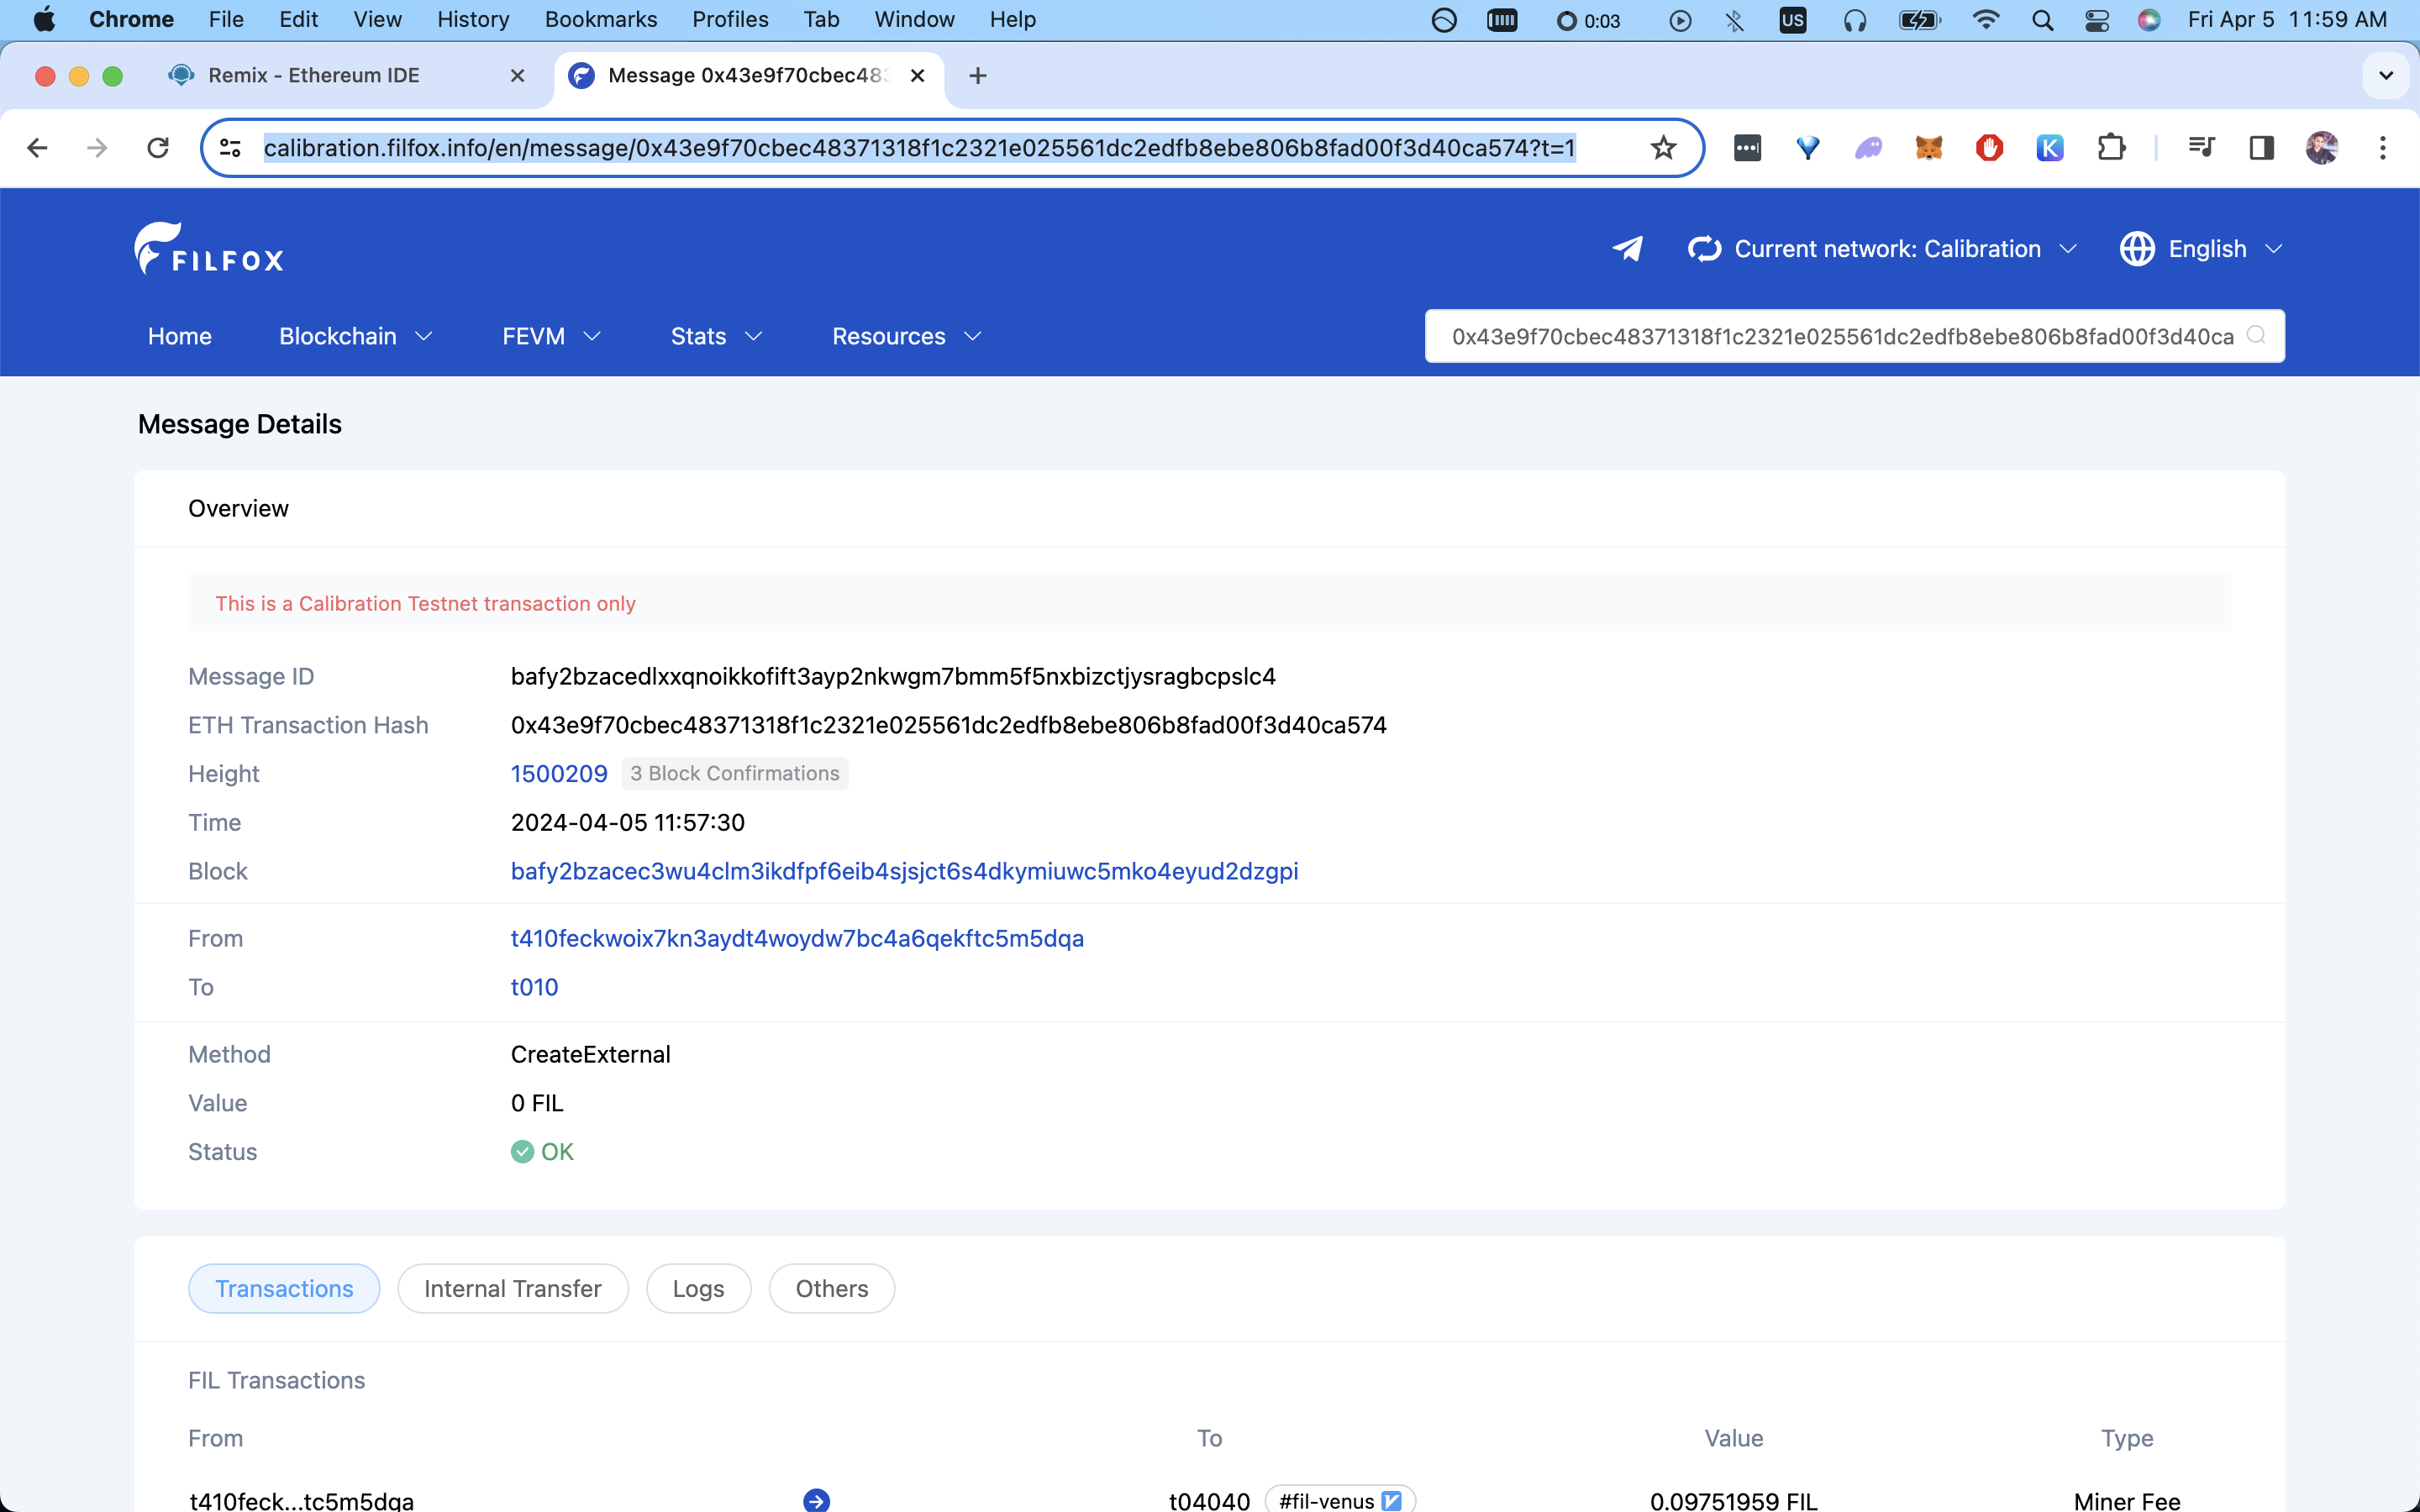 Chrome File Edit View History Bookmarks Profiles Tab Window Help 0:03 US Fri Apr 5 11:59 AM
Remix - Ethereum IDE Message 0x43e9f70cbec483
calibration.filfox.info/en/message/0x43e9f70cbec48371318f1c2321e025561dc2edfb8ebe806b8fad00f3d40ca574?t=1 K
FILFOX Current network: Calibration English
Home Blockchain FEVM Stats Resources 0x43e9f70cbec48371318f1c2321e025561dc2edfb8ebe806b8fad00f3d40ca
Message Details
Overview
This is a Calibration Testnet transaction only
Message ID bafy2bzacedlxxqnoikkofift3ayp2nkwgm7bmm5f5nxbizctjysragbcpslc4
ETH Transaction Hash 0x43e9f70cbec48371318f1c2321e025561dc2edfb8ebe806b8fad00f3d40ca574
Height 1500209 3 Block Confirmations
Time 2024-04-05 11:57:30
Block bafy2bzacec3wu4clm3ikdfpf6eib4sjsjct6s4dkymiuwc5mko4eyud2dzgpi
From t410feckwoix7kn3aydt4woydw7bc4a6qekftc5m5dqa
To t010
Method CreateExternal
Value 0 FIL
Status OK
Transactions Internal Transfer Logs Others
FIL Transactions
From To Value Type
t410feck...tc5m5dqa t04040 #fil-venus 0.09751959 FIL Miner Fee